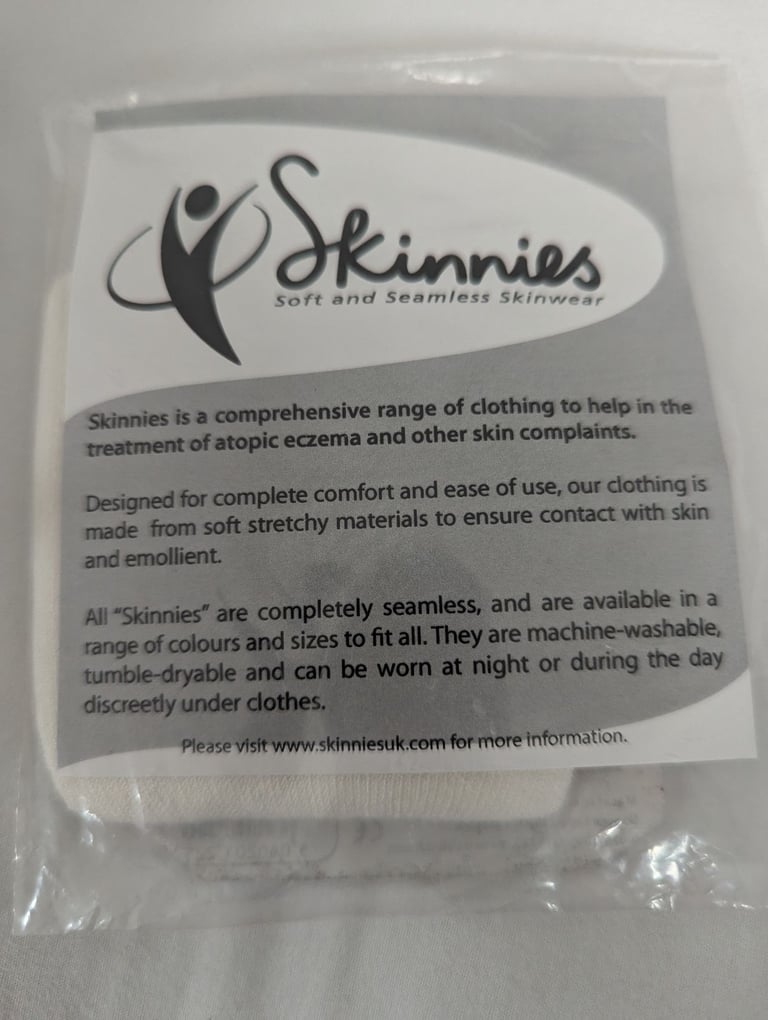 Skinnies
Soft and Seamless Skinwear
Skinnies is a comprehensive range of clothing to help in the
treatment of atopic eczema and other skin complaints.
Designed for complete comfort and ease of use, our clothing is
made from soft stretchy materials to ensure contact with skin
and emollient.
All “Skinnies” are completely seamless, and are available in a
range of colours and sizes to fit all. They are machine-washable,
tumble-dryable and can be worn at night or during the day
discreetly under clothes.
Please visit www.skinniesuk.com for more information.